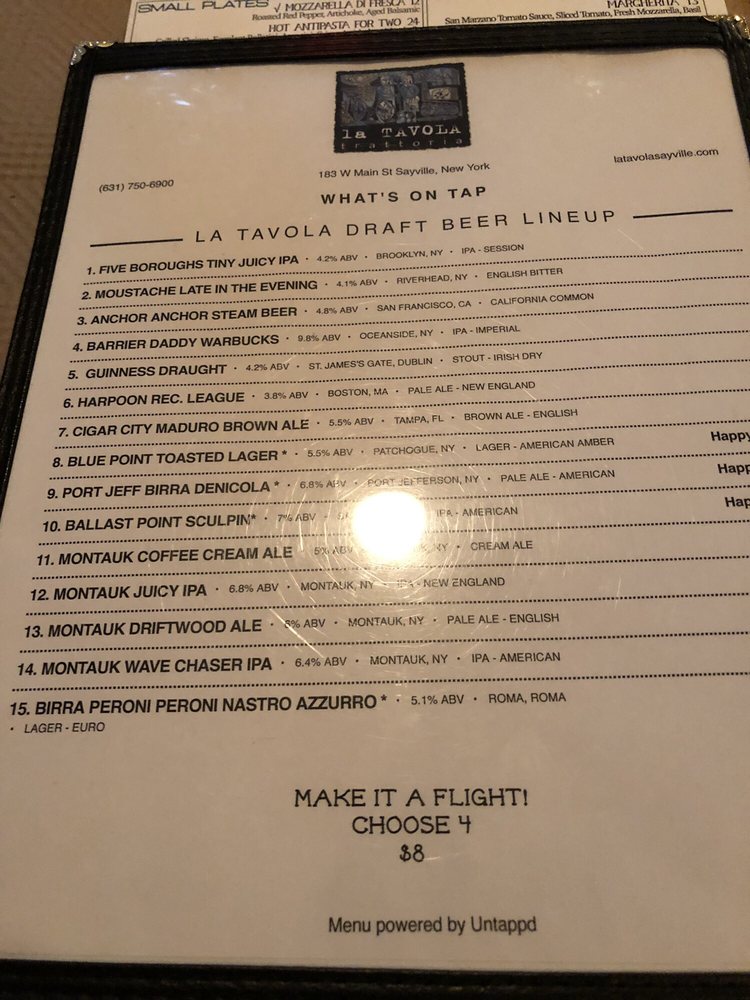 SMALL PLATES
√ MOZZARELLA DI FRESCA 12
Roasted Red Pepper, Artichoke, Aged Balsamic
HOT ANTIPASTA FOR TWO 24
MARGHERITA 13
San Marzano Tomato Sauce, Sliced Tomato, Fresh Mozzarella, Basil
la TAVOLA
trattoria
(631) 750-6900
183 W Main St Sayville, New York
latavolasayville.com
WHAT'S ON TAP
LA TAVOLA DRAFT BEER LINEUP
1. FIVE BOROUGHS TINY JUICY IPA • 4.2% ABV • BROOKLYN, NY • IPA - SESSION
2. MOUSTACHE LATE IN THE EVENING • 4.1% ABV • RIVERHEAD, NY • ENGLISH BITTER
3. ANCHOR ANCHOR STEAM BEER • 4.8% ABV • SAN FRANCISCO, CA • CALIFORNIA COMMON
4. BARRIER DADDY WARBUCKS • 9.8% ABV • OCEANSIDE, NY • IPA - IMPERIAL
5. GUINNESS DRAUGHT • 4.2% ABV • ST. JAMES'S GATE, DUBLIN • STOUT - IRISH DRY
6. HARPOON REC. LEAGUE • 3.8% ABV • BOSTON, MA • PALE ALE - NEW ENGLAND
7. CIGAR CITY MADURO BROWN ALE • 5.5% ABV • TAMPA, FL • BROWN ALE - ENGLISH
8. BLUE POINT TOASTED LAGER * • 5.5% ABV • PATCHOGUE, NY • LAGER - AMERICAN AMBER Happy
9. PORT JEFF BIRRA DENICOLA * • 6.8% ABV • PORT JEFFERSON, NY • PALE ALE - AMERICAN Happ
10. BALLAST POINT SCULPIN* • 7% ABV • IPA - AMERICAN Hap
11. MONTAUK COFFEE CREAM ALE • 5% ABV NY • CREAM ALE
12. MONTAUK JUICY IPA • 6.8% ABV • MONTAUK, NY • IPA - NEW ENGLAND
13. MONTAUK DRIFTWOOD ALE • 6% ABV • MONTAUK, NY • PALE ALE - ENGLISH
14. MONTAUK WAVE CHASER IPA • 6.4% ABV • MONTAUK, NY • IPA - AMERICAN
15. BIRRA PERONI PERONI NASTRO AZZURRO * • 5.1% ABV • ROMA, ROMA
• LAGER - EURO
MAKE IT A FLIGHT!
CHOOSE 4
$8
Menu powered by Untappd